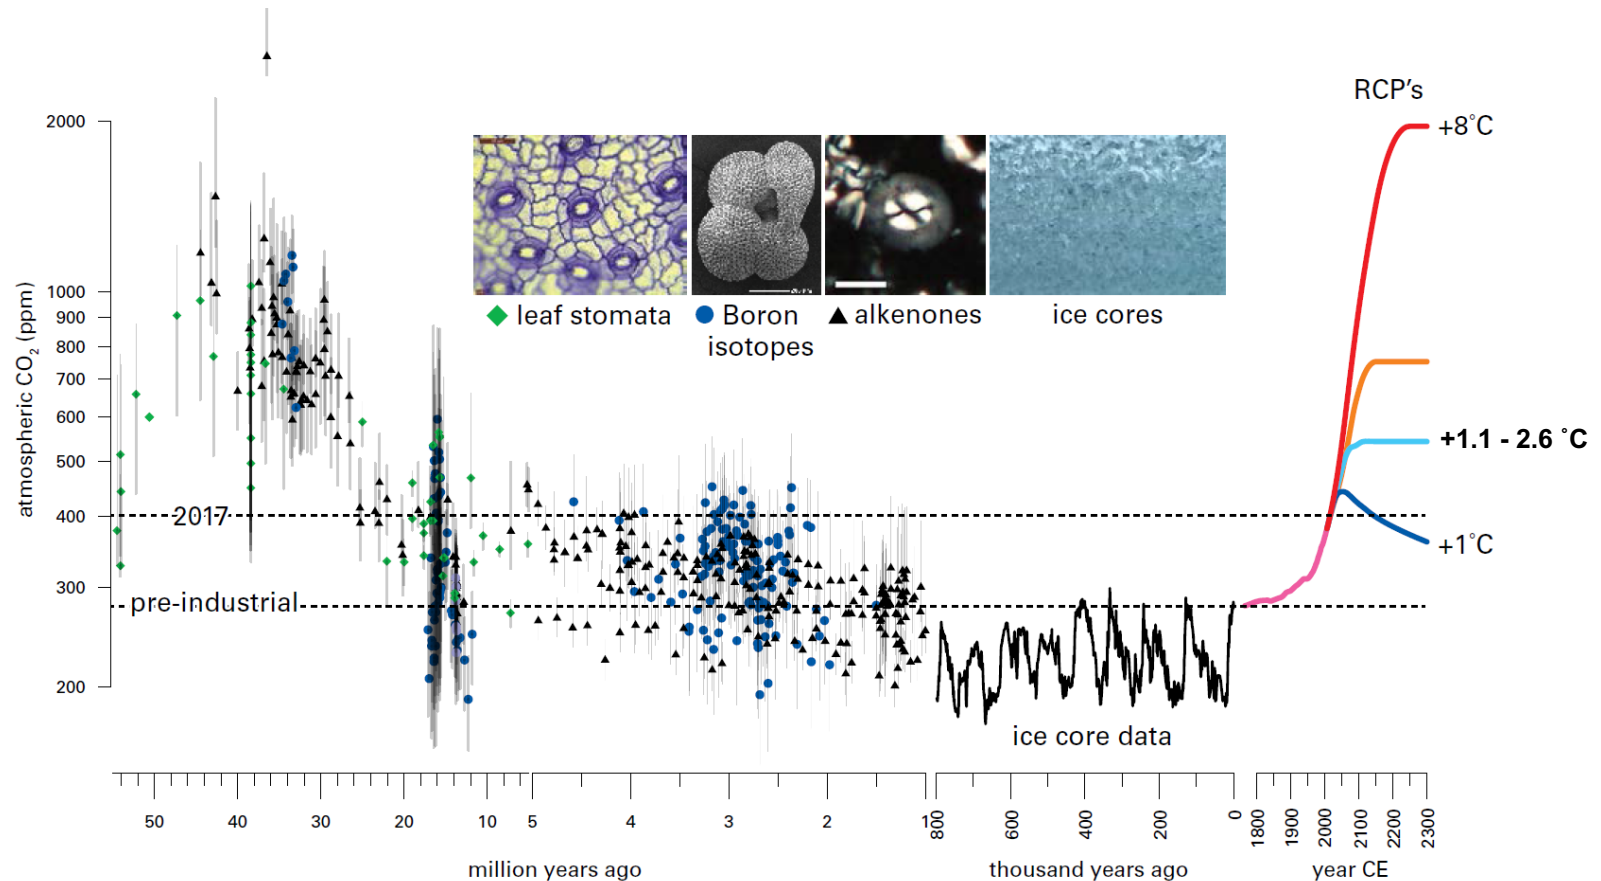 RCP's
2000
+8°C
1000
900
800
700
600
500
400
300
200
atmospheric CO2 (ppm)
leaf stomata
Boron
isotopes
alkenones
ice cores
+1.1 - 2.6 °C
2017
+1°C
pre-industrial
ice core data
50 40 30 20 10 5 4 3 2 1
800 600 400 200 0
1800 1900 2000 2100 2200 2300
million years ago
thousand years ago
year CE